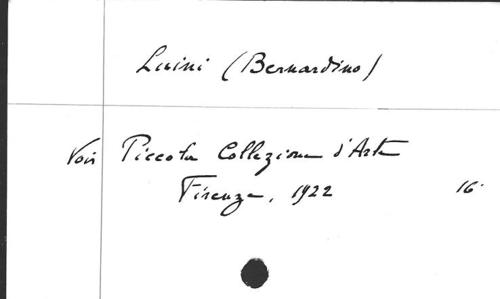 Luini (Bernardino)
Voir Piccola Collezione d'Arte
Firenze, 1922 16.